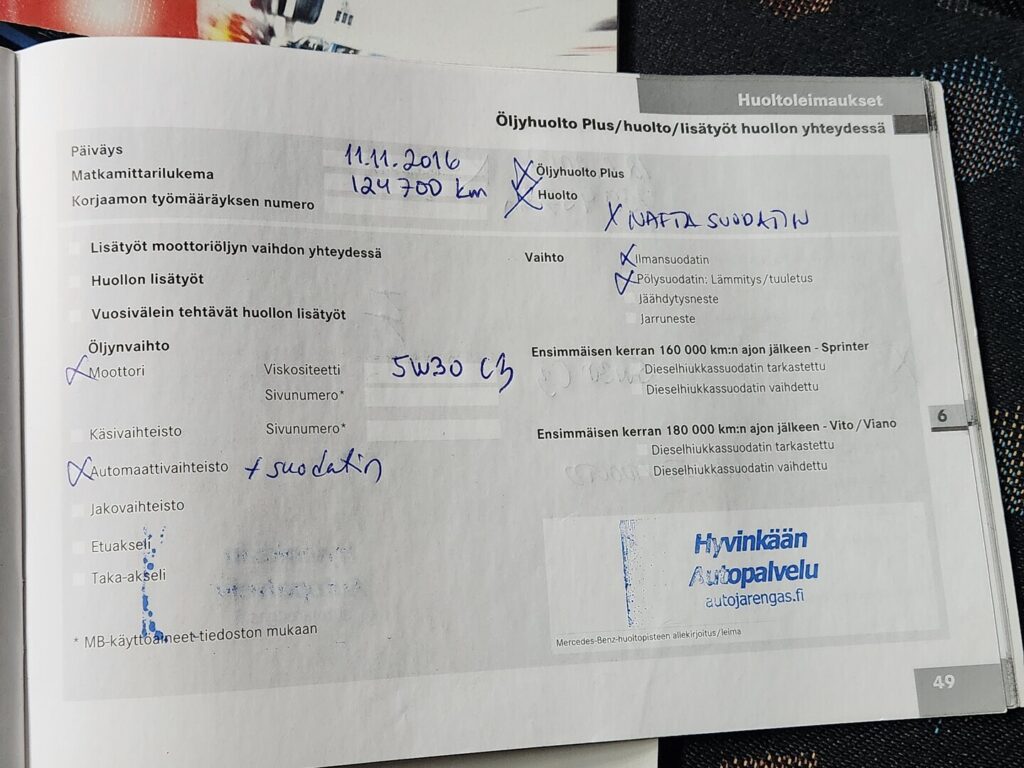 Huoltoleimaukset
Öljyhuolto Plus/huolto/lisätyöt huollon yhteydessä
Päiväys 11.11.2016
Matkamittarilukema 124 700 km
Korjaamon työmääräyksen numero
X Öljyhuolto Plus
X Huolto
X NAFTA SUODATIN
Lisätyöt moottoriöljyn vaihdon yhteydessä
Huollon lisätyöt
Vuosivälein tehtävät huollon lisätyöt
Vaihto X Ilmansuodatin
X Pölysuodatin: Lämmitys/tuuletus
Jäähdytysneste
Jarruneste
Öljynvaihto
X Moottori Viskositeetti 5W30 C3
Sivunumero*
Käsivaihteisto Sivunumero*
X Automaattivaihteisto + suodatin
Jakovaihteisto
Etuakseli
Taka-akseli
* MB-käyttöaineet-tiedoston mukaan
Ensimmäisen kerran 160 000 km:n ajon jälkeen - Sprinter
Dieselhiukkassuodatin tarkastettu
Dieselhiukkassuodatin vaihdettu
Ensimmäisen kerran 180 000 km:n ajon jälkeen - Vito/Viano
Dieselhiukkassuodatin tarkastettu
Dieselhiukkassuodatin vaihdettu
Hyvinkään
Autopalvelu
autojarengas.fi
Mercedes-Benz-huoltopisteen allekirjoitus/leima
6
49